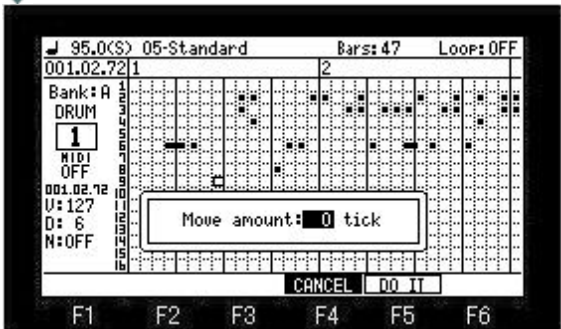 ♩ 95.0(S) 05-Standard Bars:47 Loop:OFF
001.02.72 1 2
Bank:A
DRUM
1
MIDI
OFF
001.02.72
V:127
D: 6
N:OFF
1
2
3
4
5
6
7
8
9
10
11
12
13
14
15
16
Move amount: 0 tick
CANCEL DO IT
F1 F2 F3 F4 F5 F6